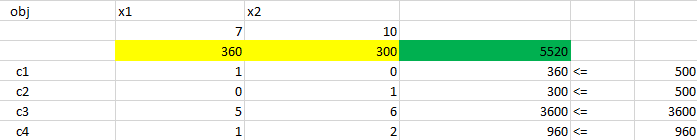 obj x1 x2
7 10
360 300 5520
c1 1 0 360 <= 500
c2 0 1 300 <= 500
c3 5 6 3600 <= 3600
c4 1 2 960 <= 960